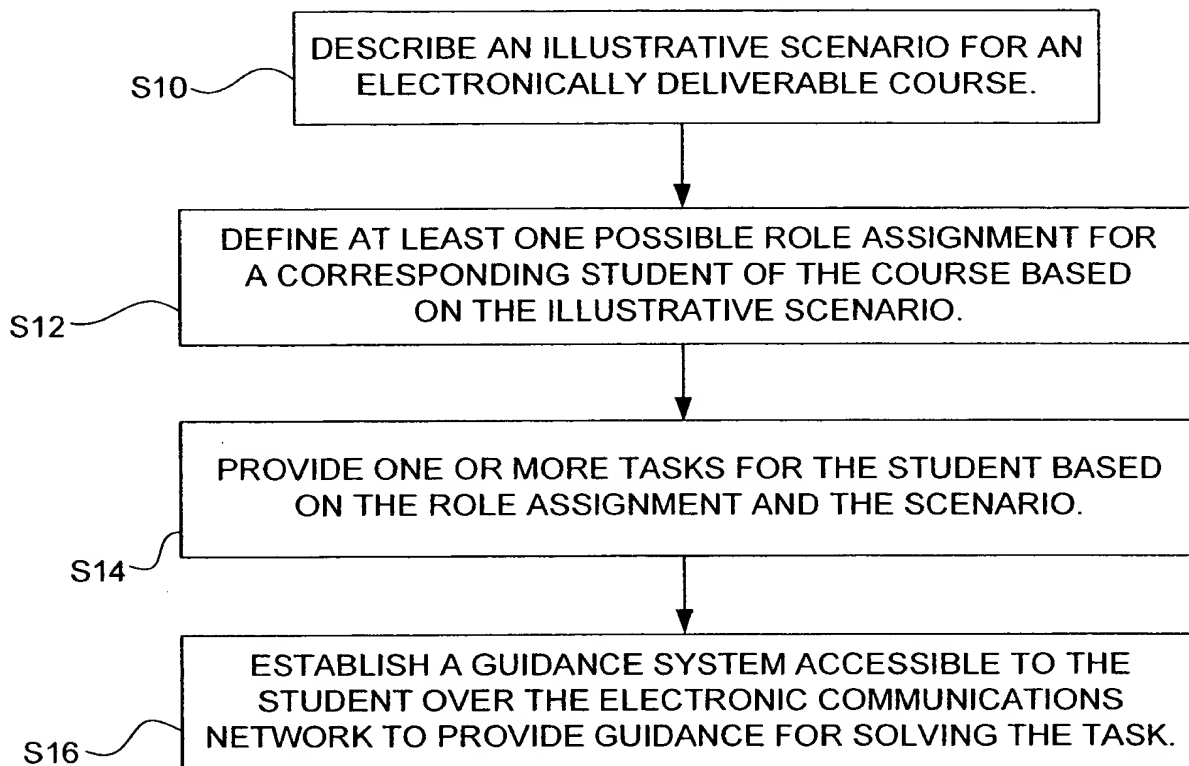 DESCRIBE AN ILLUSTRATIVE SCENARIO FOR AN
ELECTRONICALLY DELIVERABLE COURSE.
S10
DEFINE AT LEAST ONE POSSIBLE ROLE ASSIGNMENT FOR
A CORRESPONDING STUDENT OF THE COURSE BASED
ON THE ILLUSTRATIVE SCENARIO.
S12
PROVIDE ONE OR MORE TASKS FOR THE STUDENT BASED
ON THE ROLE ASSIGNMENT AND THE SCENARIO.
S14
ESTABLISH A GUIDANCE SYSTEM ACCESSIBLE TO THE
STUDENT OVER THE ELECTRONIC COMMUNICATIONS
NETWORK TO PROVIDE GUIDANCE FOR SOLVING THE TASK.
S16